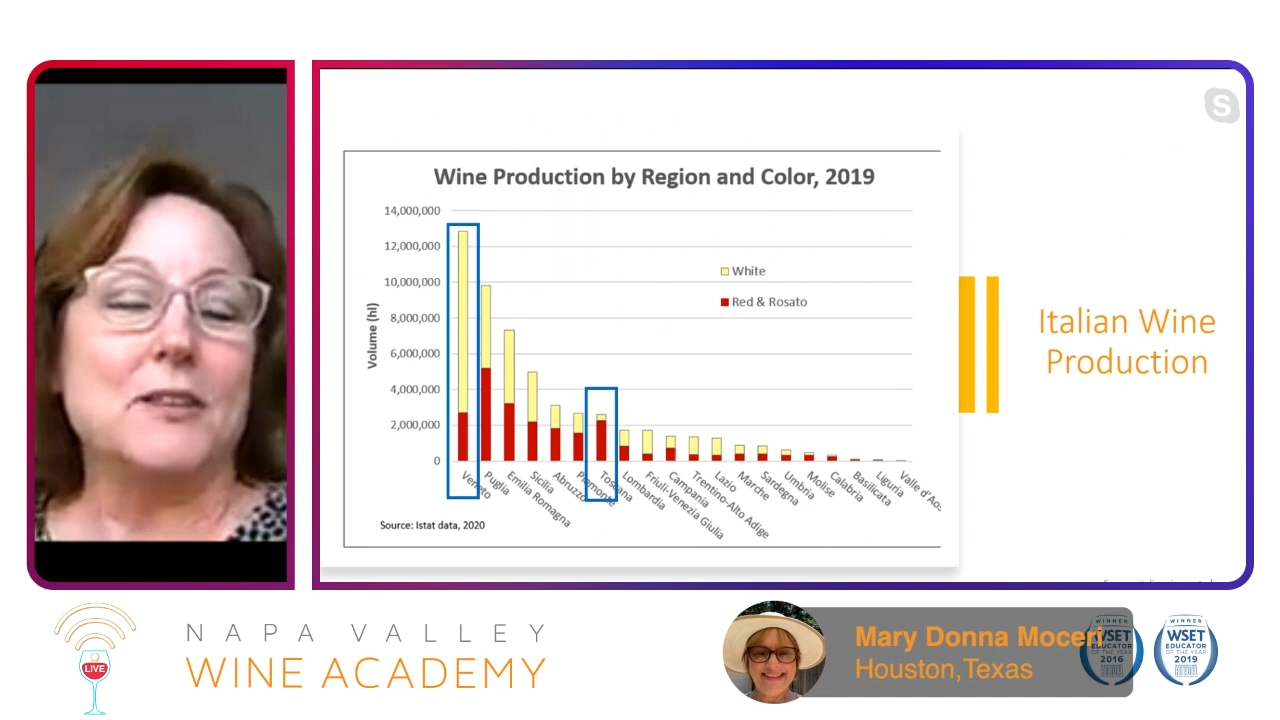 Wine Production by Region and Color, 2019
14,000,000
12,000,000
10,000,000
8,000,000
6,000,000
4,000,000
2,000,000
0
Volume (hl)
White
Red & Rosato
Veneto
Puglia
Emilia Romagna
Sicilia
Abruzzo
Piemonte
Toscana
Lombardia
Friuli-Venezia Giulia
Campania
Trentino-Alto Adige
Lazio
Marche
Sardegna
Umbria
Molise
Calabria
Basilicata
Liguria
Valle d'Aos
Source: Istat data, 2020
Italian Wine
Production
S
LIVE
NAPA VALLEY
WINE ACADEMY
Mary Donna Moceri
Houston,Texas
WINNER
WSET
EDUCATOR
OF THE YEAR
2016
WINNER
WSET
EDUCATOR
OF THE YEAR
2019